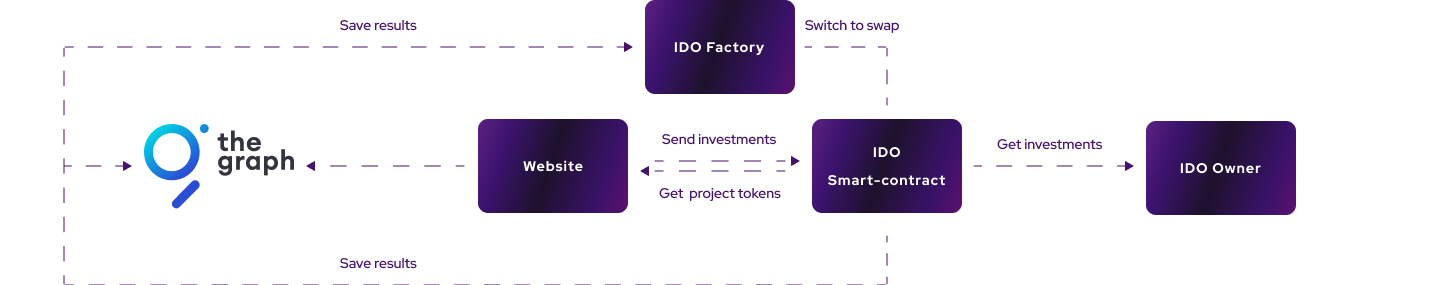 Save results
IDO Factory
Switch to swap
the
graph
Website
Send investments
Get project tokens
IDO
Smart-contract
Get investments
IDO Owner
Save results